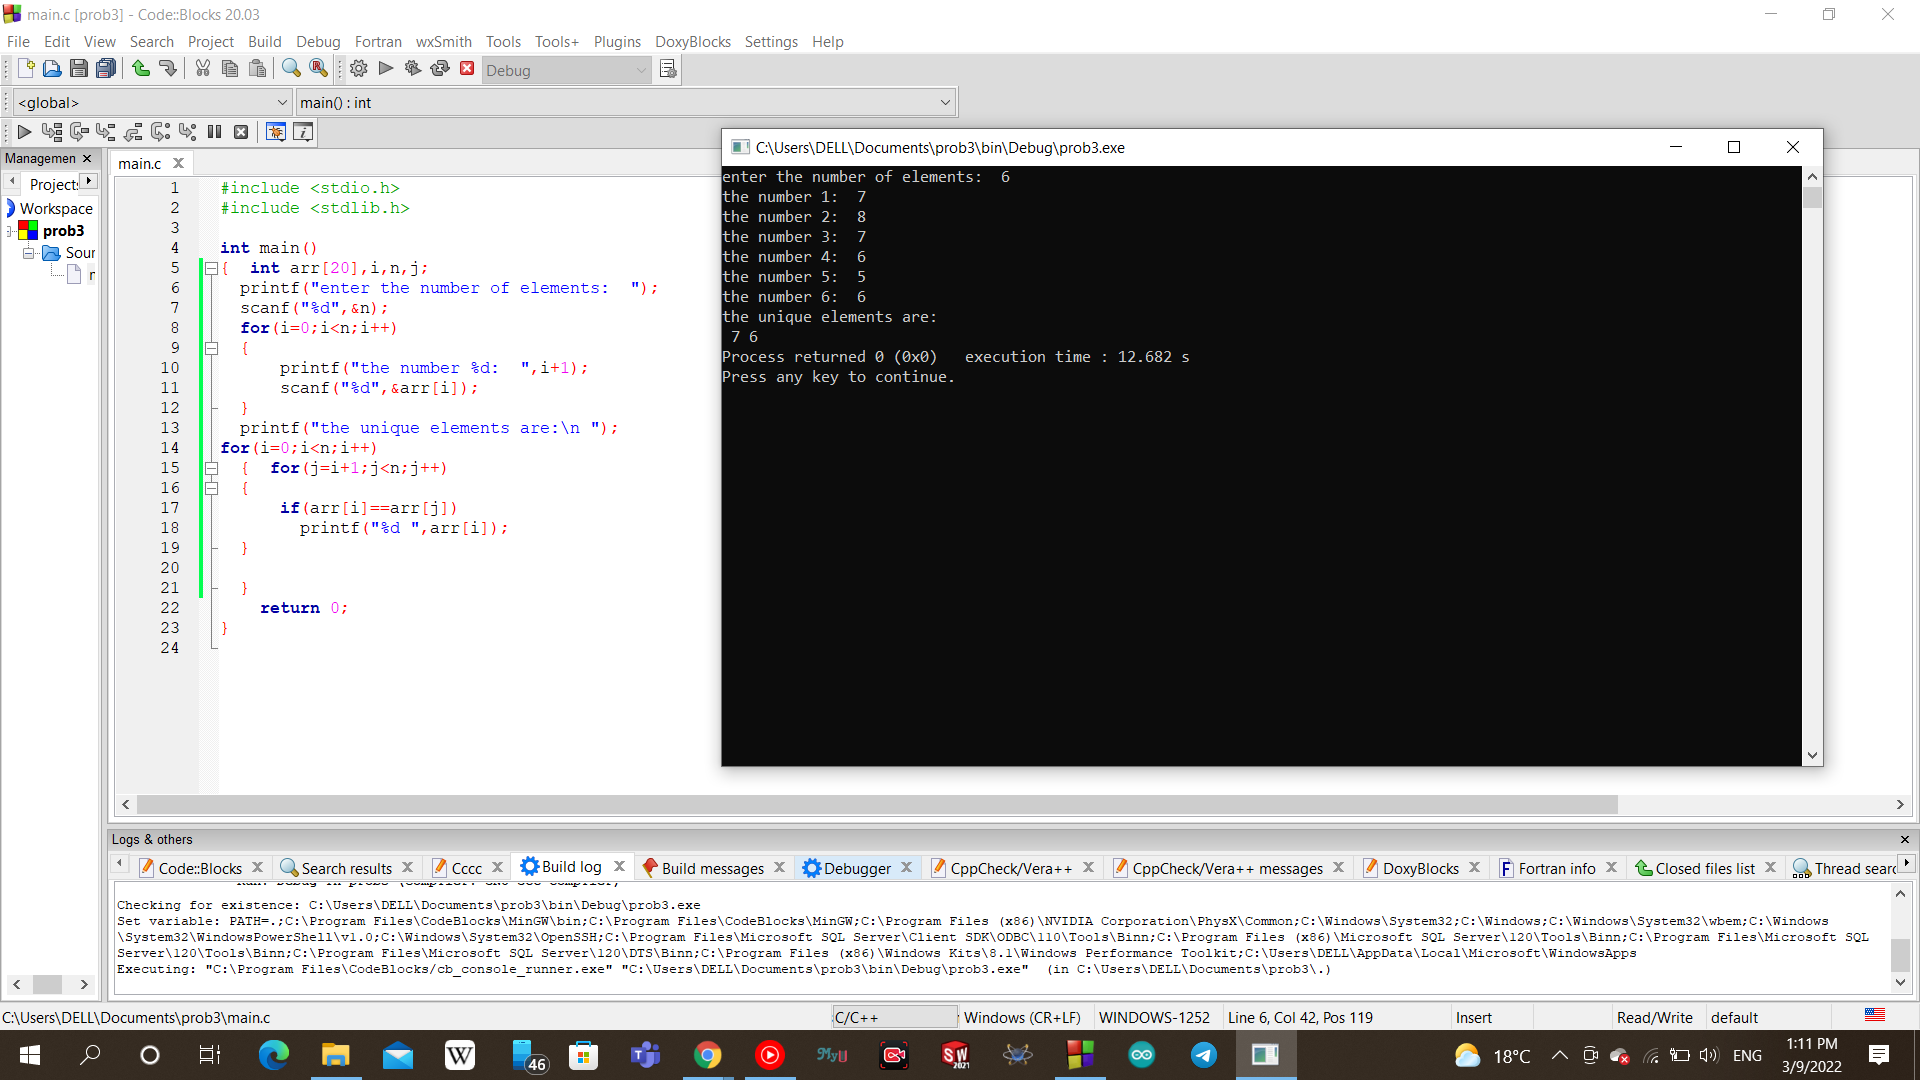 main.c [prob3] - Code::Blocks 20.03
File Edit View Search Project Build Debug Fortran wxSmith Tools Tools+ Plugins DoxyBlocks Settings Help
Debug
<global> main() : int
Managemen
Projects
Workspace
prob3
Sour
main.c
1 #include <stdio.h>
2 #include <stdlib.h>
3
4 int main()
5 {  int arr[20],i,n,j;
6 printf("enter the number of elements:  ");
7 scanf("%d",&n);
8 for(i=0;i<n;i++)
9 {
10 printf("the number %d:  ",i+1);
11 scanf("%d",&arr[i]);
12 }
13 printf("the unique elements are:\n ");
14 for(i=0;i<n;i++)
15 {  for(j=i+1;j<n;j++)
16 {
17 if(arr[i]==arr[j])
18 printf("%d ",arr[i]);
19 }
20
21 }
22 return 0;
23 }
24
C:\Users\DELL\Documents\prob3\bin\Debug\prob3.exe
enter the number of elements:  6
the number 1:  7
the number 2:  8
the number 3:  7
the number 4:  6
the number 5:  5
the number 6:  6
the unique elements are:
 7 6
Process returned 0 (0x0)   execution time : 12.682 s
Press any key to continue.
Logs & others
Code::Blocks Search results Cccc Build log Build messages Debugger CppCheck/Vera++ CppCheck/Vera++ messages DoxyBlocks Fortran info Closed files list Thread searc
Checking for existence: C:\Users\DELL\Documents\prob3\bin\Debug\prob3.exe
Set variable: PATH=.;C:\Program Files\CodeBlocks\MinGW\bin;C:\Program Files\CodeBlocks\MinGW;C:\Program Files (x86)\NVIDIA Corporation\PhysX\Common;C:\Windows\System32;C:\Windows;C:\Windows\System32\wbem;C:\Windows
\System32\WindowsPowerShell\v1.0;C:\Windows\System32\OpenSSH;C:\Program Files\Microsoft SQL Server\Client SDK\ODBC\110\Tools\Binn;C:\Program Files (x86)\Microsoft SQL Server\120\Tools\Binn;C:\Program Files\Microsoft SQL
Server\120\Tools\Binn;C:\Program Files\Microsoft SQL Server\120\DTS\Binn;C:\Program Files (x86)\Windows Kits\8.1\Windows Performance Toolkit;C:\Users\DELL\AppData\Local\Microsoft\WindowsApps
Executing: "C:\Program Files\CodeBlocks/cb_console_runner.exe" "C:\Users\DELL\Documents\prob3\bin\Debug\prob3.exe"  (in C:\Users\DELL\Documents\prob3\.)
C:\Users\DELL\Documents\prob3\main.c C/C++ Windows (CR+LF) WINDOWS-1252 Line 6, Col 42, Pos 119 Insert Read/Write default
46 MyU SW 2021 18°C ENG 1:11 PM
3/9/2022